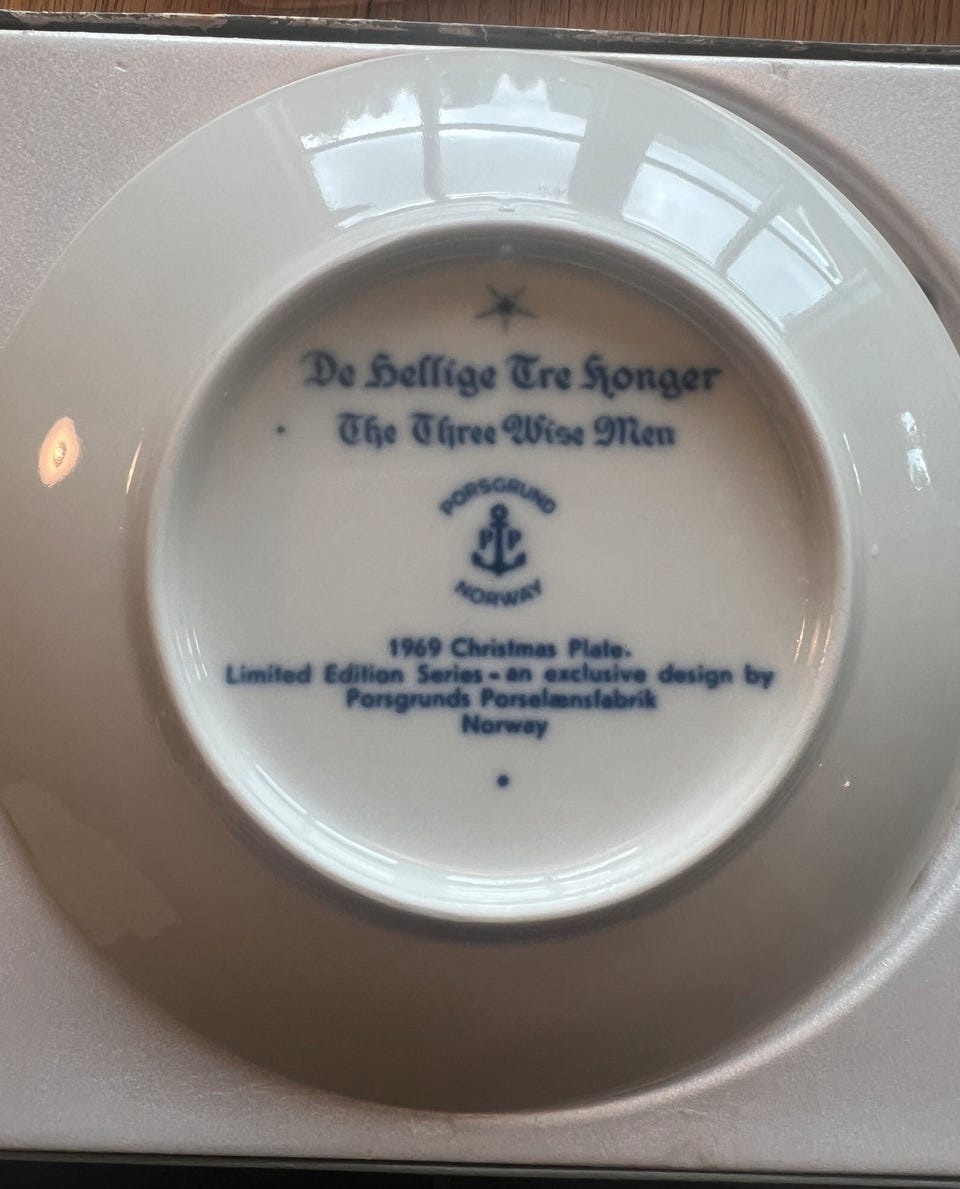 De Hellige Tre Konger
The Three Wise Men
PORSGRUND
P P
NORWAY
1969 Christmas Plate.
Limited Edition Series - an exclusive design by
Porsgrunds Porselænsfabrik
Norway